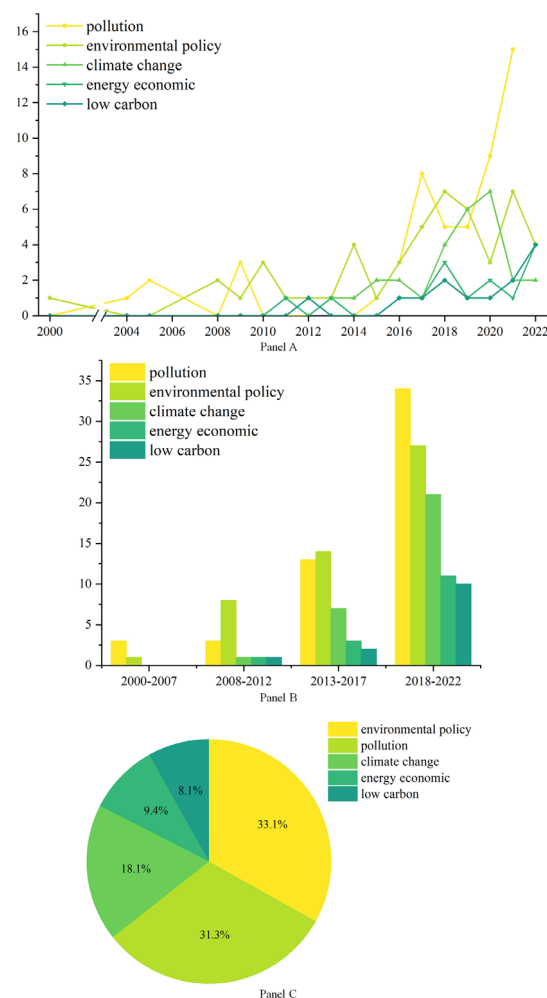 pollution
environmental policy
climate change
energy economic
low carbon
16
14
12
10
8
6
4
2
0
2000 2004 2006 2008 2010 2012 2014 2016 2018 2020 2022
Panel A
pollution
environmental policy
climate change
energy economic
low carbon
35
30
25
20
15
10
5
0
2000-2007 2008-2012 2013-2017 2018-2022
Panel B
environmental policy
pollution
climate change
energy economic
low carbon
8.1%
9.4%
33.1%
18.1%
31.3%
Panel C